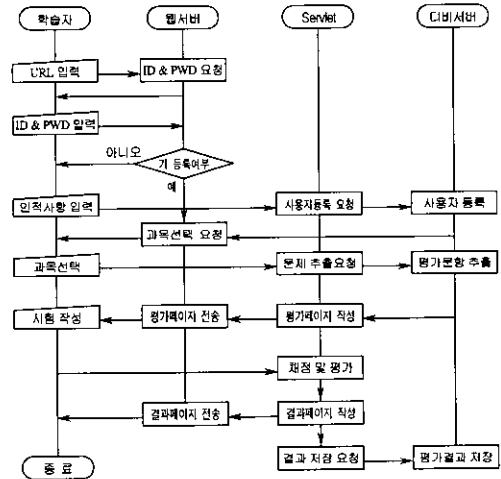 학습자 웹서버 Servlet 디비서버
URL 입력 ID & PWD 요청
ID & PWD 입력
아니오 기 등록여부
예
인적사항 입력 사용자등록 요청 사용자 등록
과목선택 요청
과목선택 문제 추출요청 평가문항 추출
시험 작성 평가페이지 전송 평가페이지 작성
채점 및 평가
결과페이지 전송 결과페이지 작성
종 료 결과 저장 요청 평가결과 저장